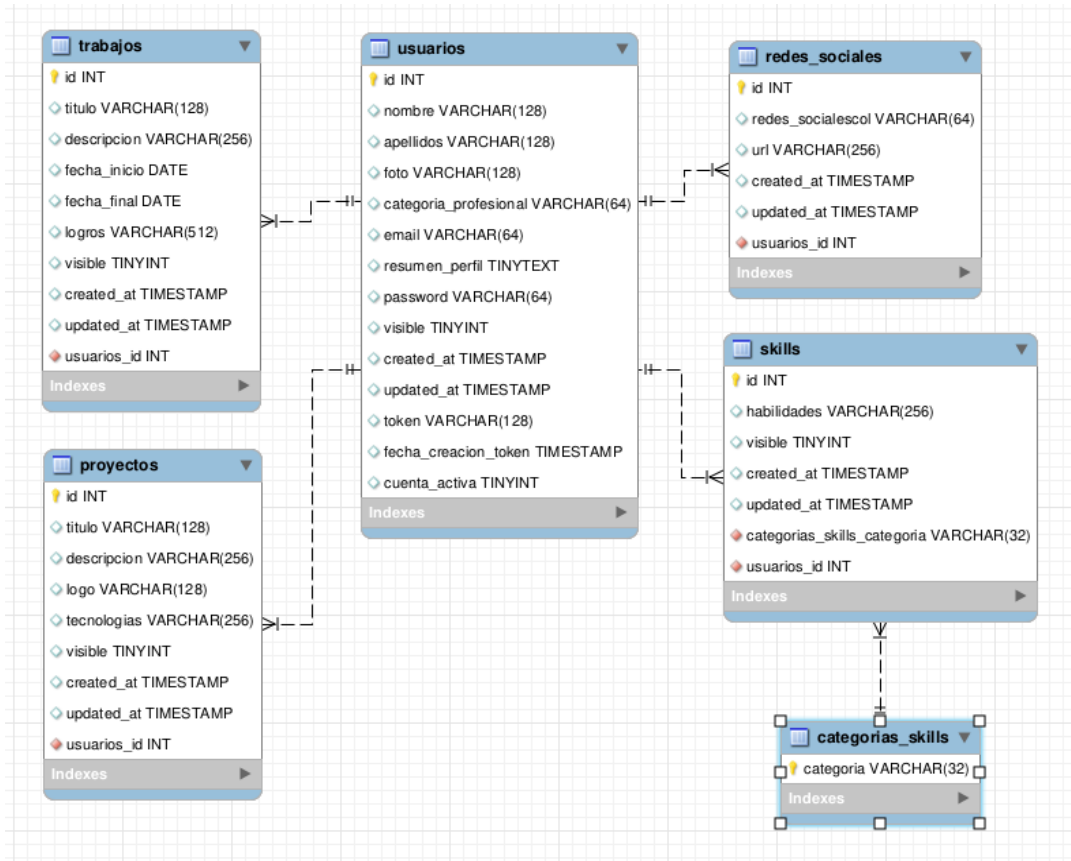 trabajos
id INT
titulo VARCHAR(128)
descripcion VARCHAR(256)
fecha_inicio DATE
fecha_final DATE
logros VARCHAR(512)
visible TINYINT
created_at TIMESTAMP
updated_at TIMESTAMP
usuarios_id INT
Indexes
proyectos
id INT
titulo VARCHAR(128)
descripcion VARCHAR(256)
logo VARCHAR(128)
tecnologias VARCHAR(256)
visible TINYINT
created_at TIMESTAMP
updated_at TIMESTAMP
usuarios_id INT
Indexes
usuarios
id INT
nombre VARCHAR(128)
apellidos VARCHAR(128)
foto VARCHAR(128)
categoria_profesional VARCHAR(64)
email VARCHAR(64)
resumen_perfil TINYTEXT
password VARCHAR(64)
visible TINYINT
created_at TIMESTAMP
updated_at TIMESTAMP
token VARCHAR(128)
fecha_creacion_token TIMESTAMP
cuenta_activa TINYINT
Indexes
redes_sociales
id INT
redes_socialescol VARCHAR(64)
url VARCHAR(256)
created_at TIMESTAMP
updated_at TIMESTAMP
usuarios_id INT
Indexes
skills
id INT
habilidades VARCHAR(256)
visible TINYINT
created_at TIMESTAMP
updated_at TIMESTAMP
categorias_skills_categoria VARCHAR(32)
usuarios_id INT
Indexes
categorias_skills
categoria VARCHAR(32)
Indexes